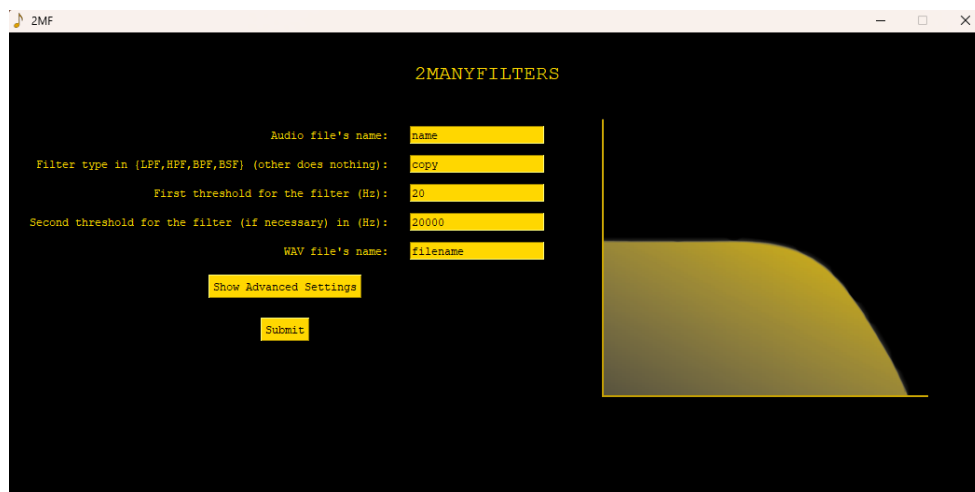 2MF
2MANYFILTERS
Audio file's name: name
Filter type in {LPF,HPF,BPF,BSF} (other does nothing): copy
First threshold for the filter (Hz): 20
Second threshold for the filter (if necessary) in (Hz): 20000
WAV file's name: filename
Show Advanced Settings
Submit